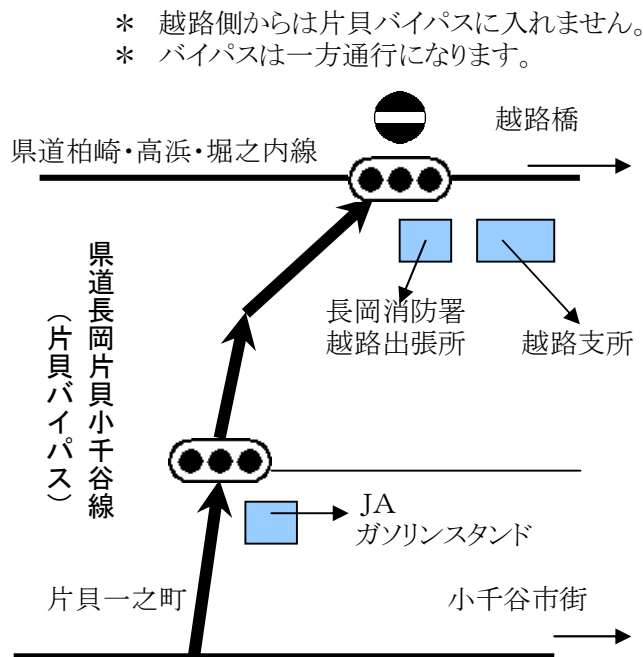 ＊　越路側からは片貝バイパスに入れません。
＊　バイパスは一方通行になります。
越路橋
県道柏崎・高浜・堀之内線
長岡消防署
越路出張所
越路支所
県道長岡片貝小千谷線
（片貝バイパス）
JA
ガソリンスタンド
片貝一之町
小千谷市街